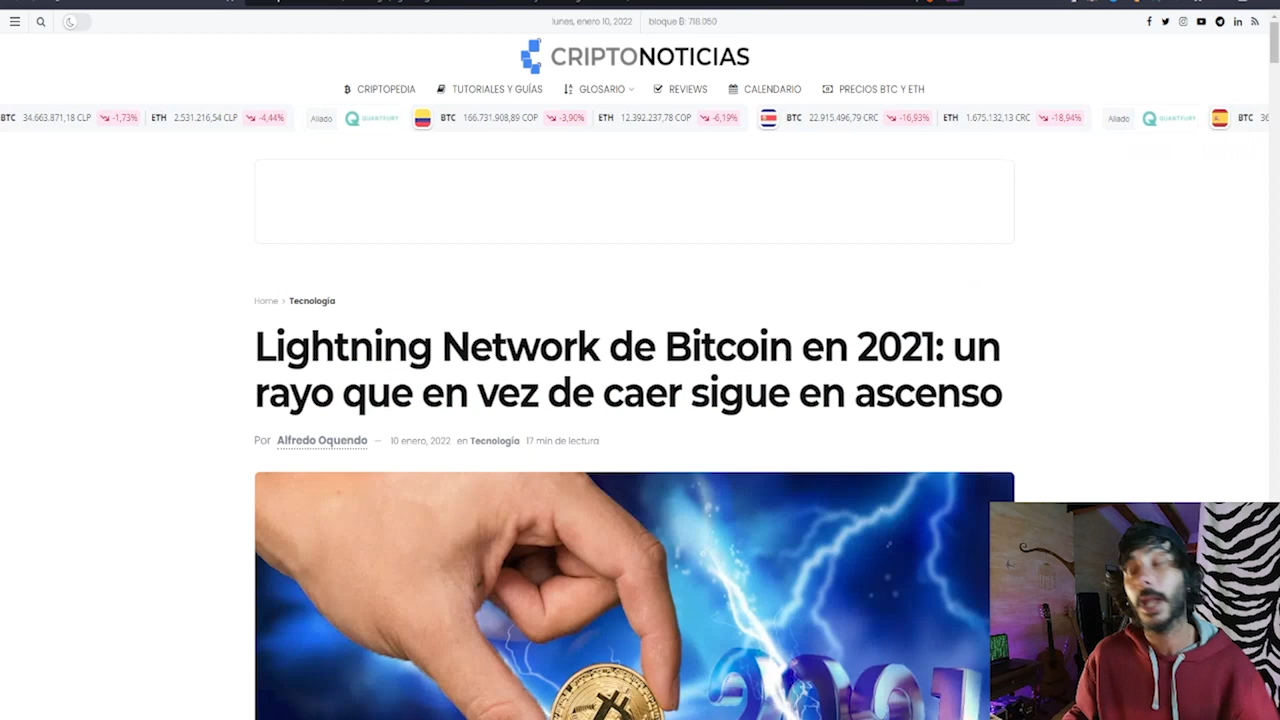 lunes, enero 10, 2022 bloque ₿: 718.050
CRIPTONOTICIAS
CRIPTOPEDIA TUTORIALES Y GUÍAS GLOSARIO REVIEWS CALENDARIO PRECIOS BTC Y ETH
BTC 34.663.871,18 CLP -1,73% ETH 2.531.216,54 CLP -4,44% Aliado QUANTFURY BTC 166.731.908,89 COP -3,90% ETH 12.392.237,78 COP -6,19% BTC 22.915.496,79 CRC -16,93% ETH 1.675.132,13 CRC -18,94% Aliado QUANTFURY BTC
Home > Tecnología
Lightning Network de Bitcoin en 2021: un
rayo que en vez de caer sigue en ascenso
Por Alfredo Oquendo — 10 enero, 2022 en Tecnología 17 min de lectura
2021